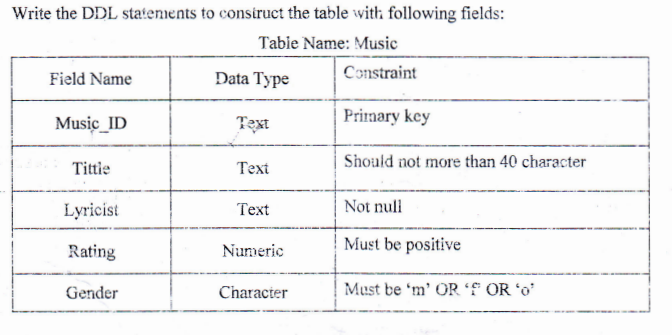 Write the DDL statements to construct the table with following fields:
Table Name: Music
Field Name Data Type Constraint
Music_ID Text Primary key
Tittle Text Should not more than 40 character
Lyricist Text Not null
Rating Numeric Must be positive
Gender Character Must be ‘m’ OR ‘f’ OR ‘o’